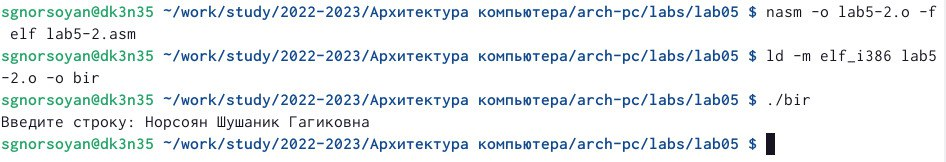 sgnorsoyan@dk3n35 ~/work/study/2022-2023/Архитектура компьютера/arch-pc/labs/lab05 $ nasm -o lab5-2.o -f
 elf lab5-2.asm
sgnorsoyan@dk3n35 ~/work/study/2022-2023/Архитектура компьютера/arch-pc/labs/lab05 $ ld -m elf_i386 lab5
-2.o -o bir
sgnorsoyan@dk3n35 ~/work/study/2022-2023/Архитектура компьютера/arch-pc/labs/lab05 $ ./bir
Введите строку: Норсоян Шушаник Гагиковна
sgnorsoyan@dk3n35 ~/work/study/2022-2023/Архитектура компьютера/arch-pc/labs/lab05 $